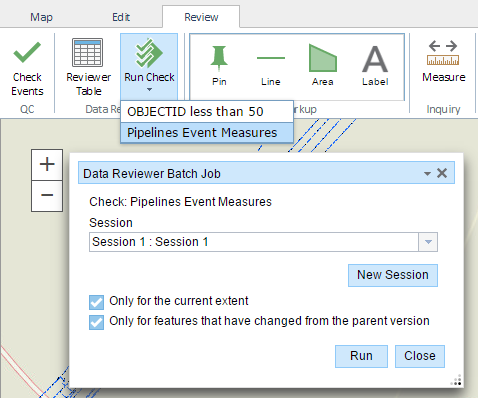 Map Edit Review
Check Events
Reviewer Table
Run Check
Pin Line Area Label
Measure
QC Data Re arkup Inquiry
OBJECTID less than 50
Pipelines Event Measures
+
−
Data Reviewer Batch Job
Check: Pipelines Event Measures
Session
Session 1 : Session 1
New Session
Only for the current extent
Only for features that have changed from the parent version
Run Close